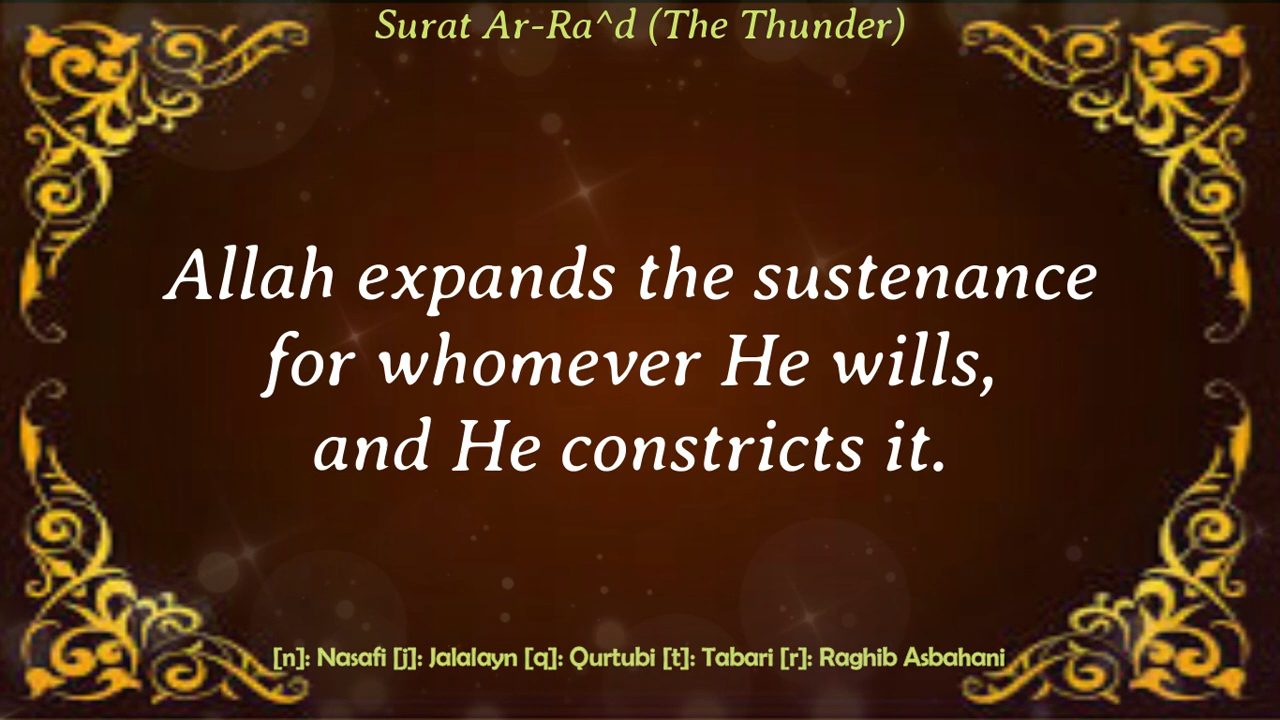 Surat Ar-Ra^d (The Thunder)
Allah expands the sustenance
for whomever He wills,
and He constricts it.
[n]: Nasafi [j]: Jalalayn [q]: Qurtubi [t]: Tabari [r]: Raghib Asbahani